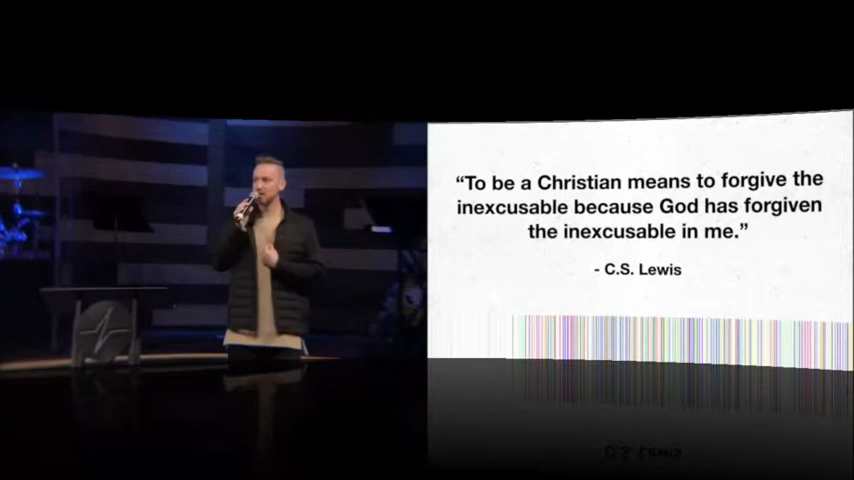 “To be a Christian means to forgive the
inexcusable because God has forgiven
the inexcusable in me.”
- C.S. Lewis